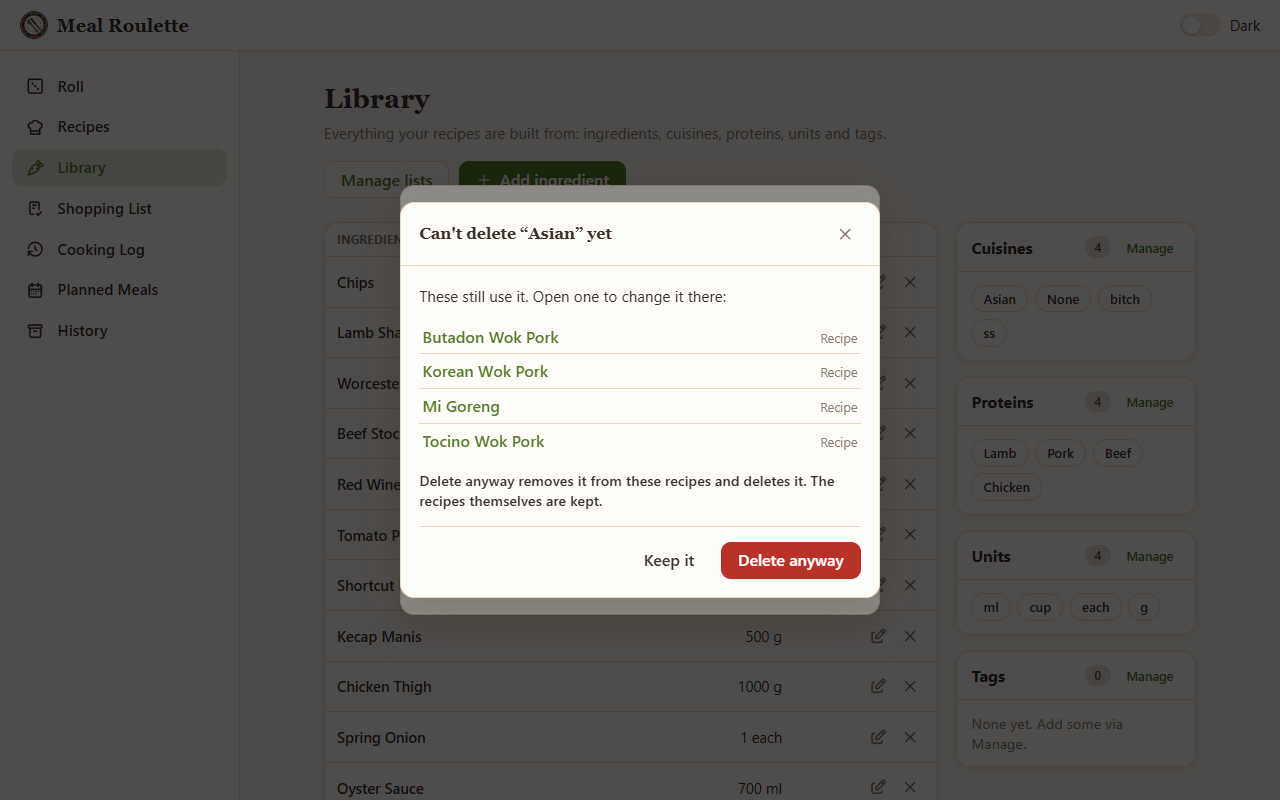 Meal Roulette
Dark
Roll
Recipes
Library
Shopping List
Cooking Log
Planned Meals
History
Library
Everything your recipes are built from: ingredients, cuisines, proteins, units and tags.
Manage lists
+ Add ingredient
INGREDIEN
Chips
Lamb Sha
Worceste
Beef Stoc
Red Wine
Tomato P
Shortcut
Kecap Manis 500 g
Chicken Thigh 1000 g
Spring Onion 1 each
Oyster Sauce 700 ml
Can't delete “Asian” yet
These still use it. Open one to change it there:
Butadon Wok Pork Recipe
Korean Wok Pork Recipe
Mi Goreng Recipe
Tocino Wok Pork Recipe
Delete anyway removes it from these recipes and deletes it. The
recipes themselves are kept.
Keep it
Delete anyway
Cuisines 4 Manage
Asian None bitch
ss
Proteins 4 Manage
Lamb Pork Beef
Chicken
Units 4 Manage
ml cup each g
Tags 0 Manage
None yet. Add some via
Manage.